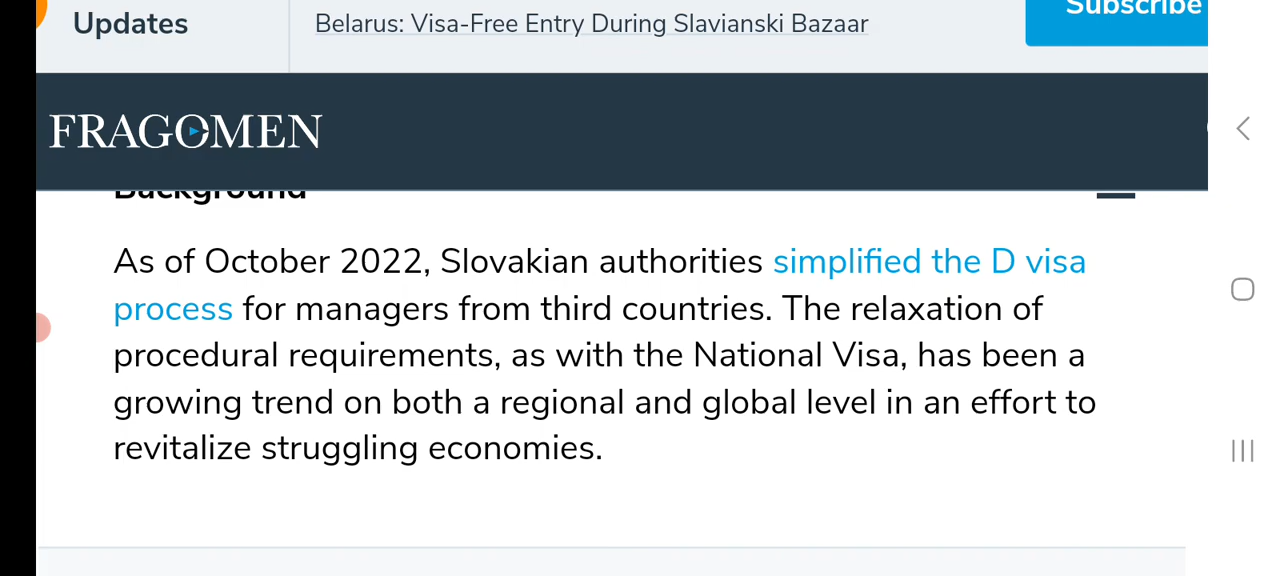 Updates
Belarus: Visa-Free Entry During Slavianski Bazaar
Subscribe
FRAGOMEN
Background
As of October 2022, Slovakian authorities simplified the D visa
process for managers from third countries. The relaxation of
procedural requirements, as with the National Visa, has been a
growing trend on both a regional and global level in an effort to
revitalize struggling economies.